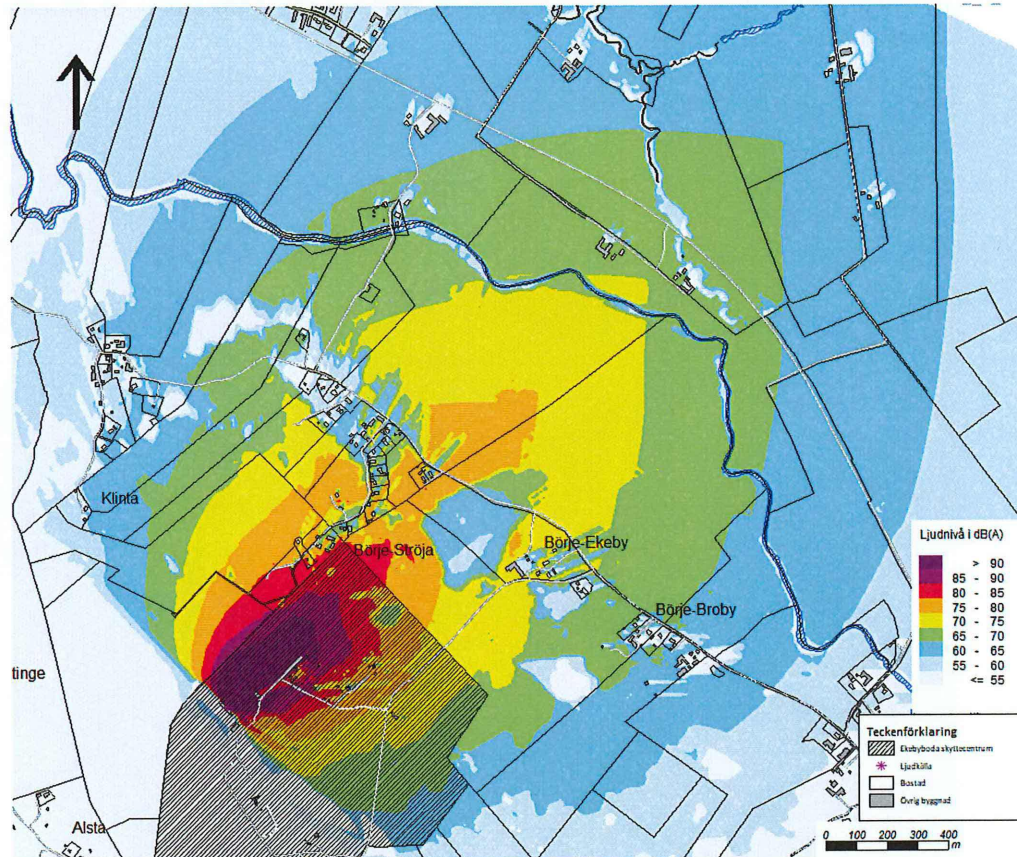 Klinta
Börje-Ströja
Börje-Ekeby
Börje-Broby
tinge
Alsta
Ljudnivå i dB(A)
> 90
85 - 90
80 - 85
75 - 80
70 - 75
65 - 70
60 - 65
55 - 60
<= 55
Teckenförklaring
Ekebyboda skyttecentrum
Ljudkälla
Bostad
Övrig byggnad
0 100 200 300 400
m